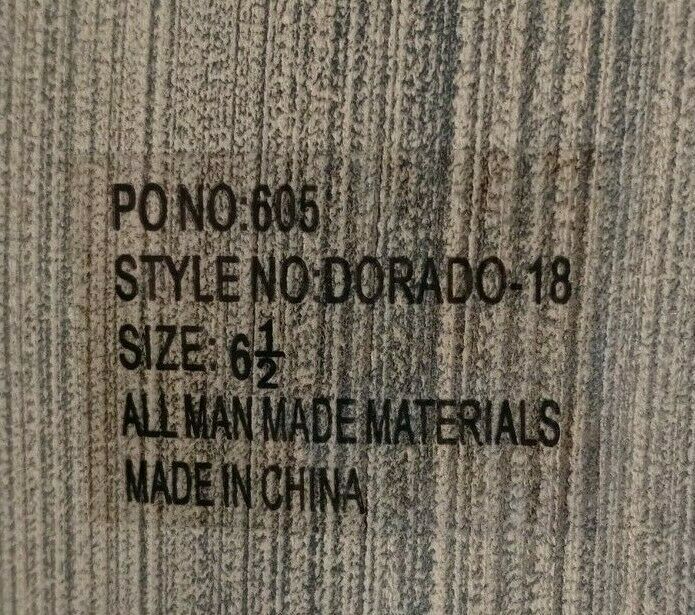 PO NO:605
STYLE NO:DORADO-18
SIZE: 6½
ALL MAN MADE MATERIALS
MADE IN CHINA